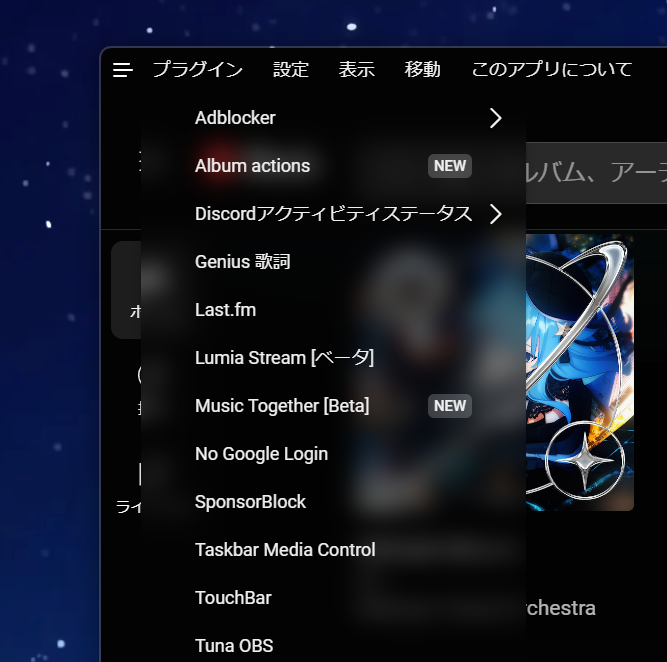 プラグイン 設定 表示 移動 このアプリについて
Adblocker
Album actions NEW
ルバム、アーテ
Discordアクティビティステータス
Genius 歌詞
Last.fm
Lumia Stream [ベータ]
Music Together [Beta] NEW
No Google Login
SponsorBlock
ライ
Taskbar Media Control
TouchBar
rchestra
Tuna OBS